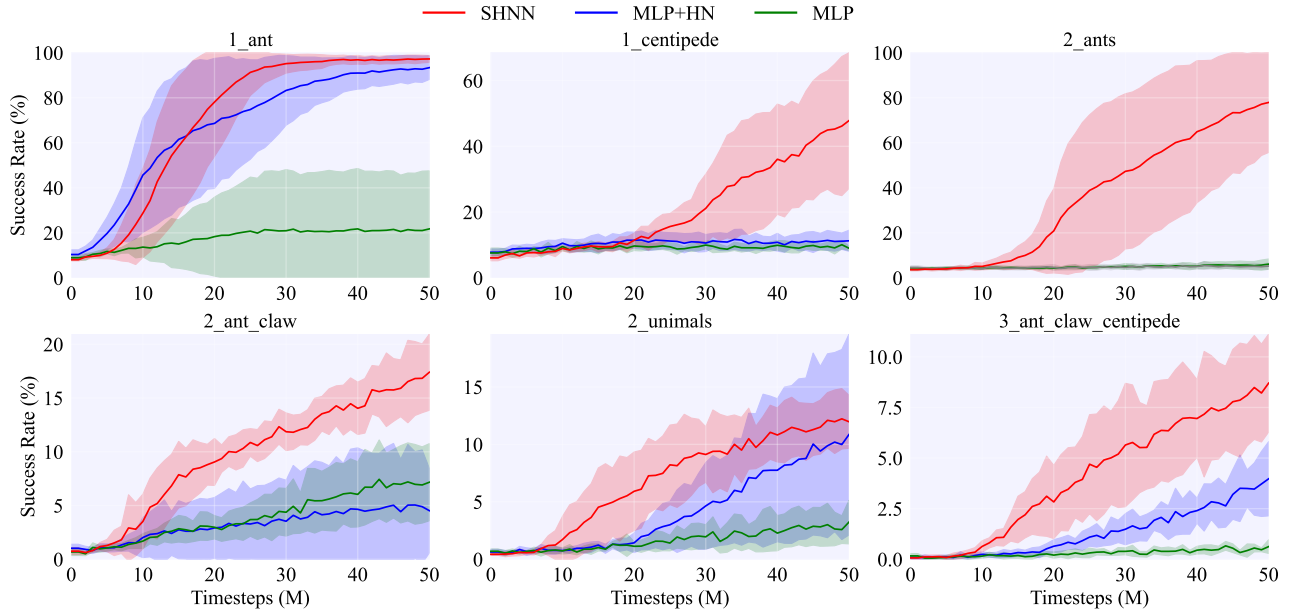 SHNN MLP+HN MLP
1_ant 1_centipede 2_ants
Success Rate (%)
100
80
60
40
20
0
0 10 20 30 40 50
60
40
20
0
0 10 20 30 40 50
100
80
60
40
20
0
0 10 20 30 40 50
2_ant_claw 2_unimals 3_ant_claw_centipede
Success Rate (%)
20
15
10
5
0
0 10 20 30 40 50
Timesteps (M)
15
10
5
0
0 10 20 30 40 50
Timesteps (M)
10.0
7.5
5.0
2.5
0.0
0 10 20 30 40 50
Timesteps (M)